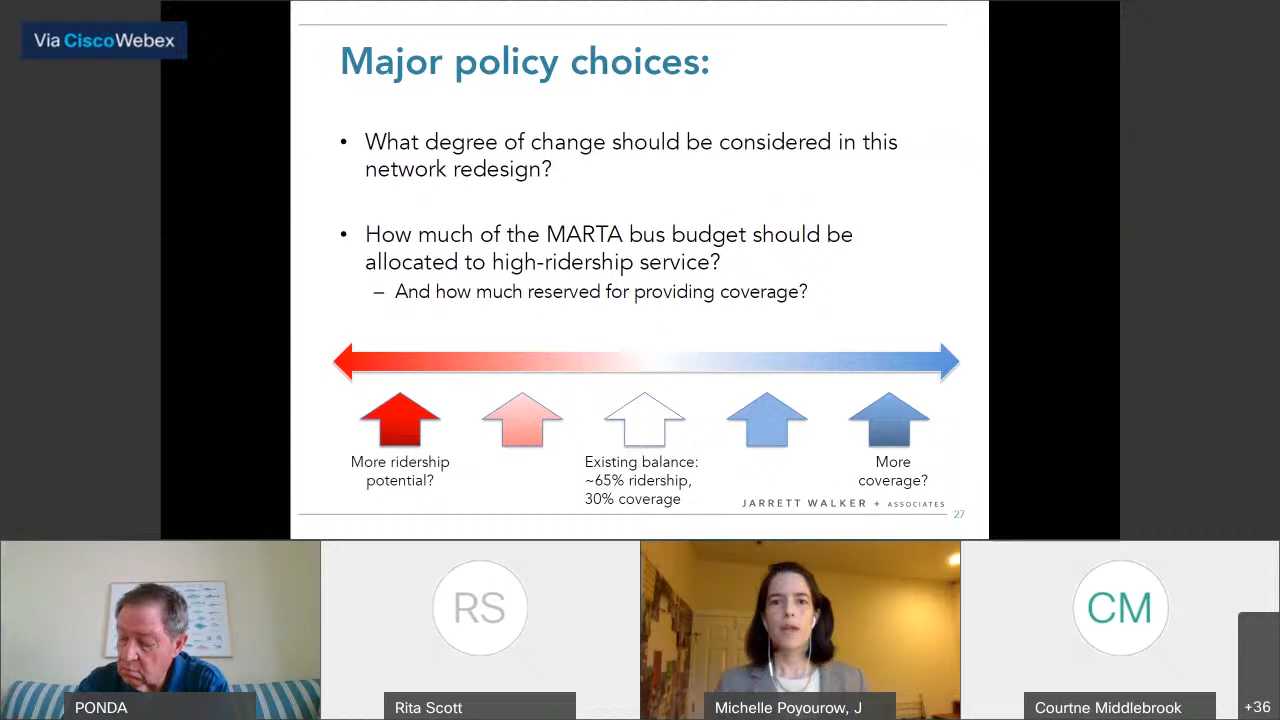 Via Cisco Webex
Major policy choices:
• What degree of change should be considered in this
network redesign?
• How much of the MARTA bus budget should be
allocated to high-ridership service?
– And how much reserved for providing coverage?
More ridership
potential?
Existing balance:
~65% ridership,
30% coverage
More
coverage?
JARRETT WALKER + ASSOCIATES
27
RS
CM
PONDA
Rita Scott
Michelle Poyourow, J
Courtne Middlebrook
+36